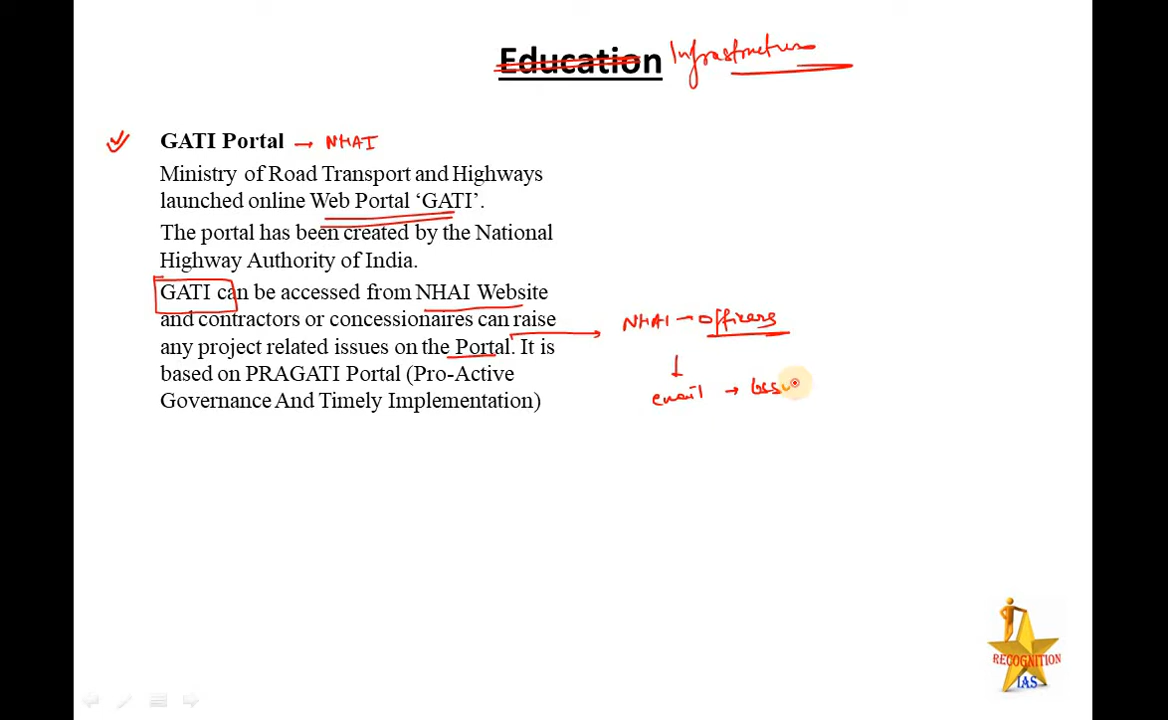 Education Infrastructure
GATI Portal → NHAI
Ministry of Road Transport and Highways
launched online Web Portal ‘GATI’.
The portal has been created by the National
Highway Authority of India.
GATI can be accessed from NHAI Website
and contractors or concessionaires can raise
any project related issues on the Portal. It is
based on PRAGATI Portal (Pro-Active
Governance And Timely Implementation)
NHAI - Officers
email →
RECOGNITION
IAS